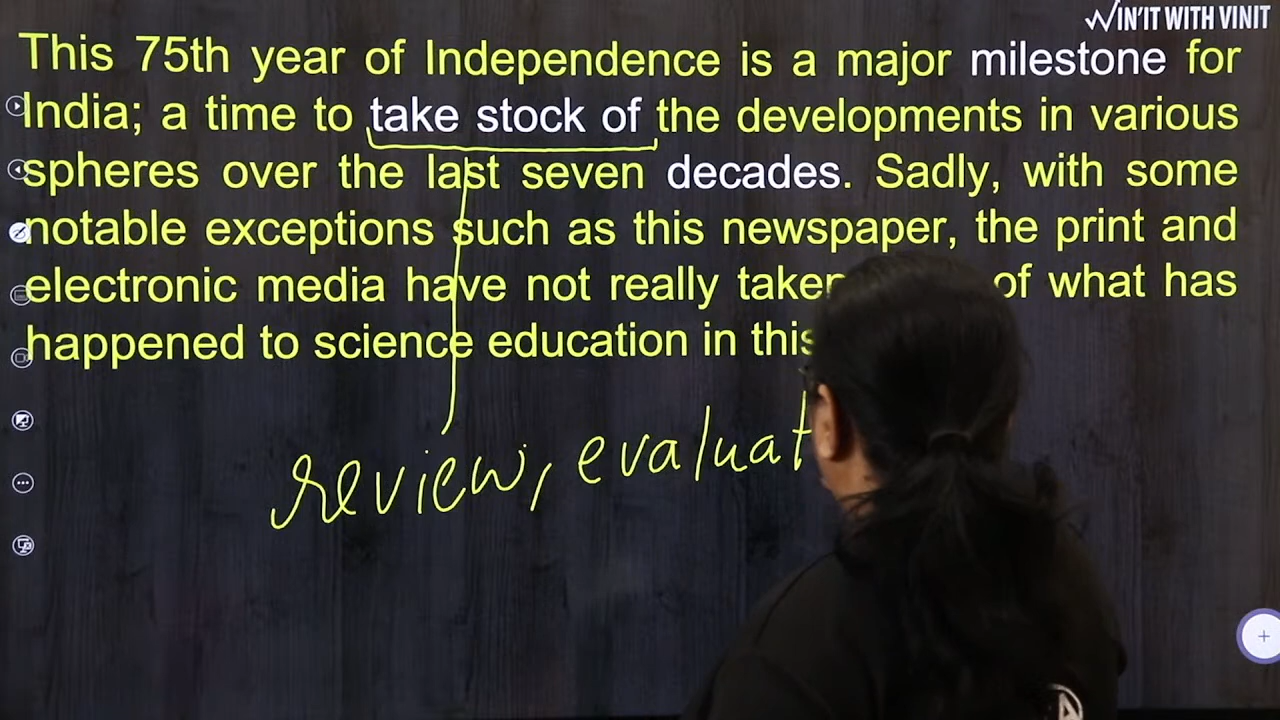 WIN'IT WITH VINIT
This 75th year of Independence is a major milestone for
India; a time to take stock of the developments in various
spheres over the last seven decades. Sadly, with some
notable exceptions such as this newspaper, the print and
electronic media have not really taken of what has
happened to science education in this
review, evaluat